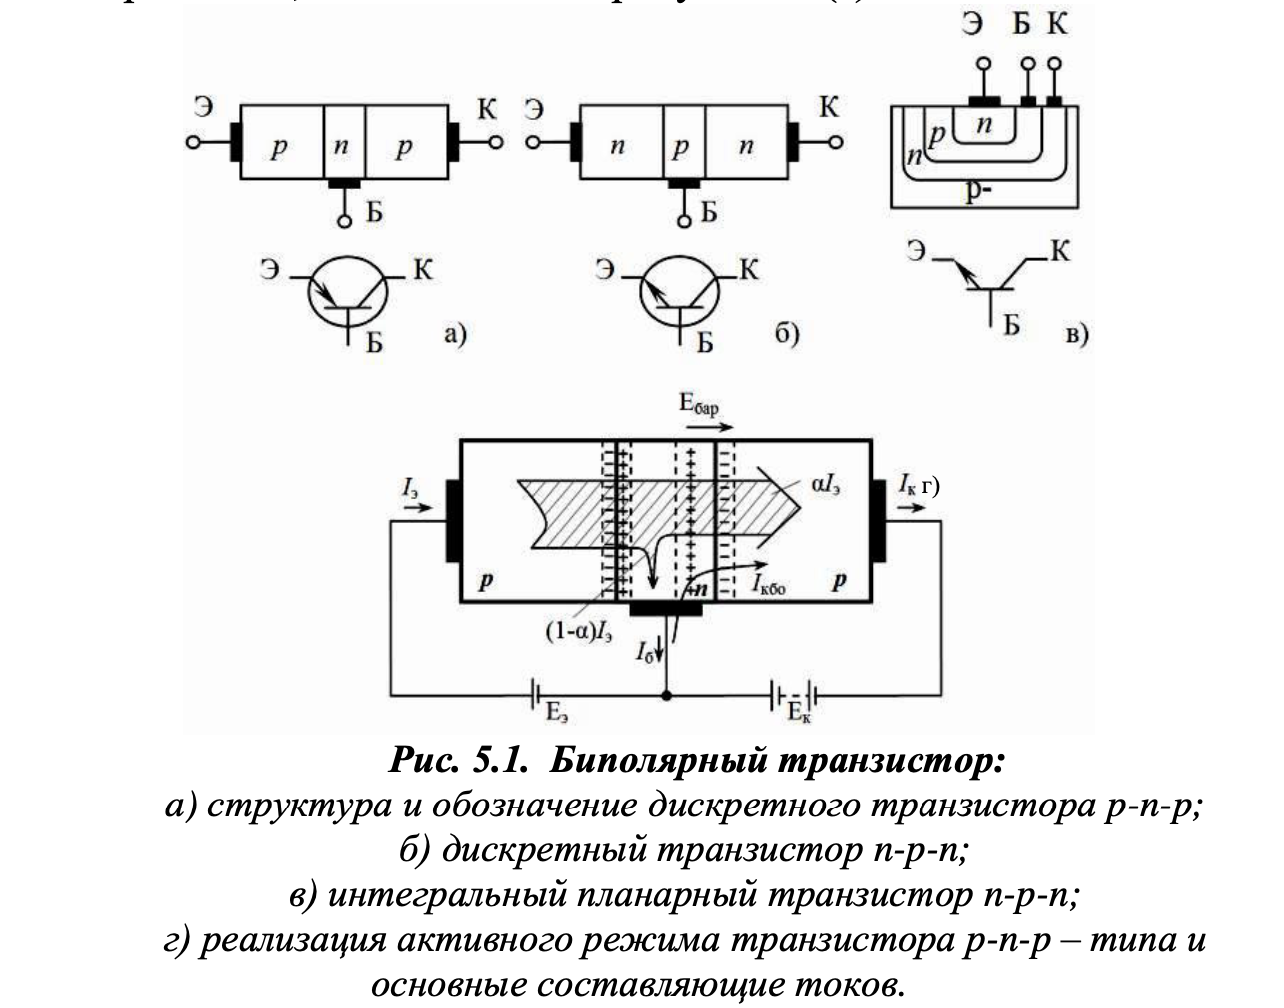 Э Б К
Э К Э К
p n p n p n n p n
p-
Б Б
Э К Э К Э К
Б а) Б б) Б в)
Eбар
Iэ αIэ Iк г)
p n Iкбо p
(1-α)Iэ
Iб
Eэ Eк
Рис. 5.1. Биполярный транзистор:
а) структура и обозначение дискретного транзистора p-n-p;
б) дискретный транзистор n-p-n;
в) интегральный планарный транзистор n-p-n;
г) реализация активного режима транзистора p-n-p – типа и
основные составляющие токов.